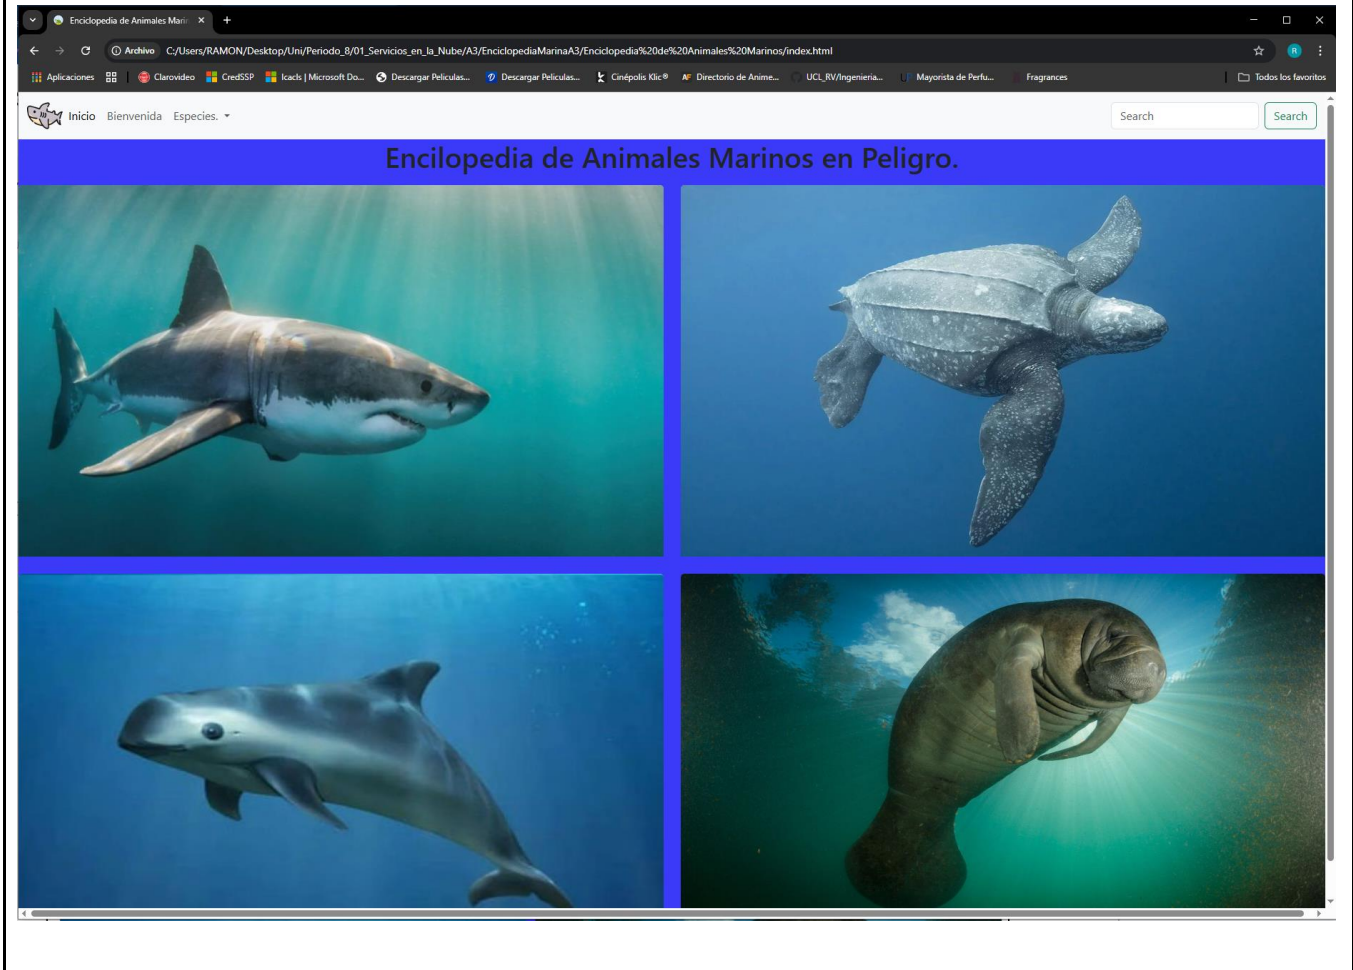 Enciclopedia de Animales Marin
Archivo C:/Users/RAMON/Desktop/Uni/Periodo_8/01_Servicios_en_la_Nube/A3/EnciclopediaMarinaA3/Enciclopedia%20de%20Animales%20Marinos/index.html
R
Aplicaciones Clarovideo CredSSP Icacls | Microsoft Do... Descargar Peliculas... Descargar Peliculas... Cinépolis Klic® AF Directorio de Anime... UCL_RV/Ingenieria... Mayorista de Perfu... Fragrances Todos los favoritos
Inicio Bienvenida Especies. Search Search
Encilopedia de Animales Marinos en Peligro.